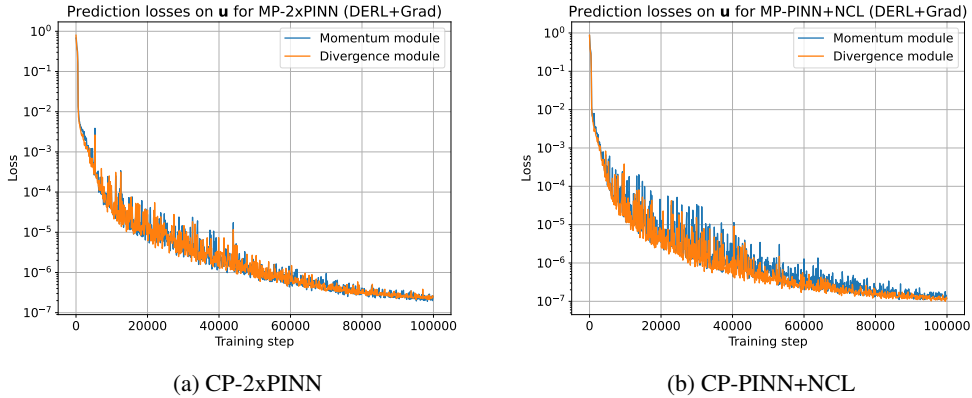 Prediction losses on u for MP-2xPINN (DERL+Grad)
Momentum module
Divergence module
Loss
10⁰
10⁻¹
10⁻²
10⁻³
10⁻⁴
10⁻⁵
10⁻⁶
10⁻⁷
0 20000 40000 60000 80000 100000
Training step
(a) CP-2xPINN
Prediction losses on u for MP-PINN+NCL (DERL+Grad)
Momentum module
Divergence module
Loss
10⁰
10⁻¹
10⁻²
10⁻³
10⁻⁴
10⁻⁵
10⁻⁶
10⁻⁷
0 20000 40000 60000 80000 100000
Training step
(b) CP-PINN+NCL